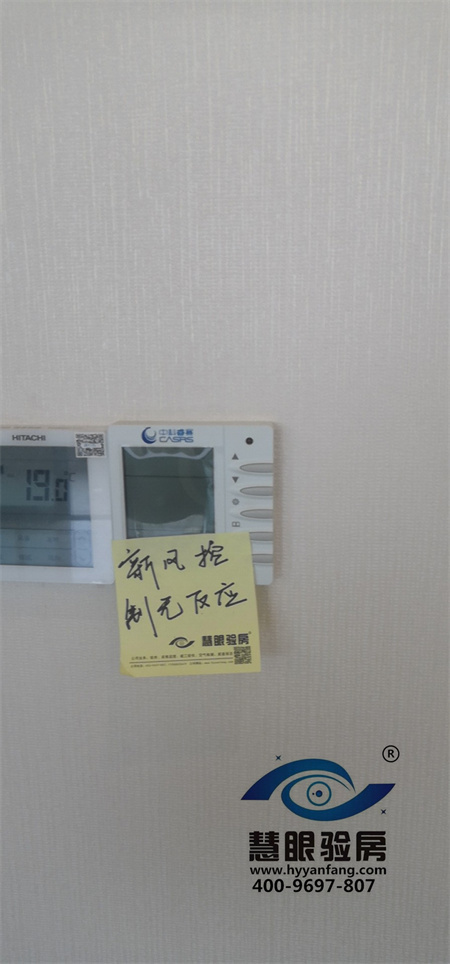 HITACHI
19.0°C
中科睿赛
CASRS
新风控
制无反应
慧眼验房®
慧眼验房®
www.hyyanfang.com
400-9697-807